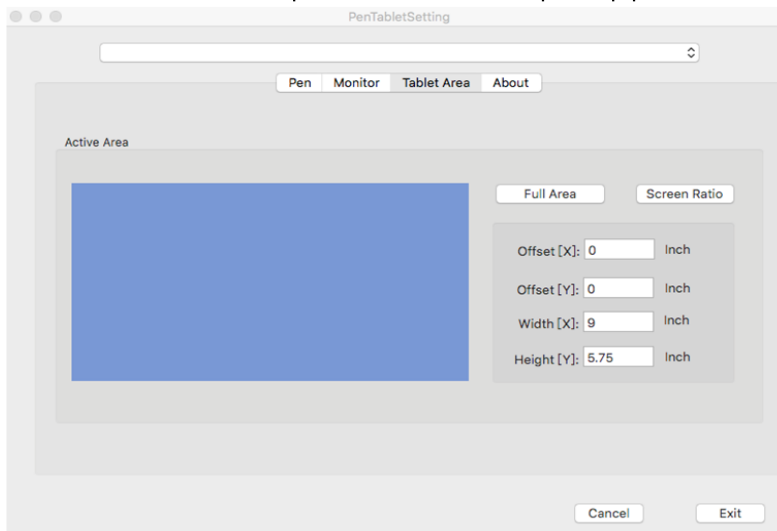 PenTabletSetting
Pen Monitor Tablet Area About
Active Area
Full Area Screen Ratio
Offset [X]: 0 Inch
Offset [Y]: 0 Inch
Width [X]: 9 Inch
Height [Y]: 5.75 Inch
Cancel Exit